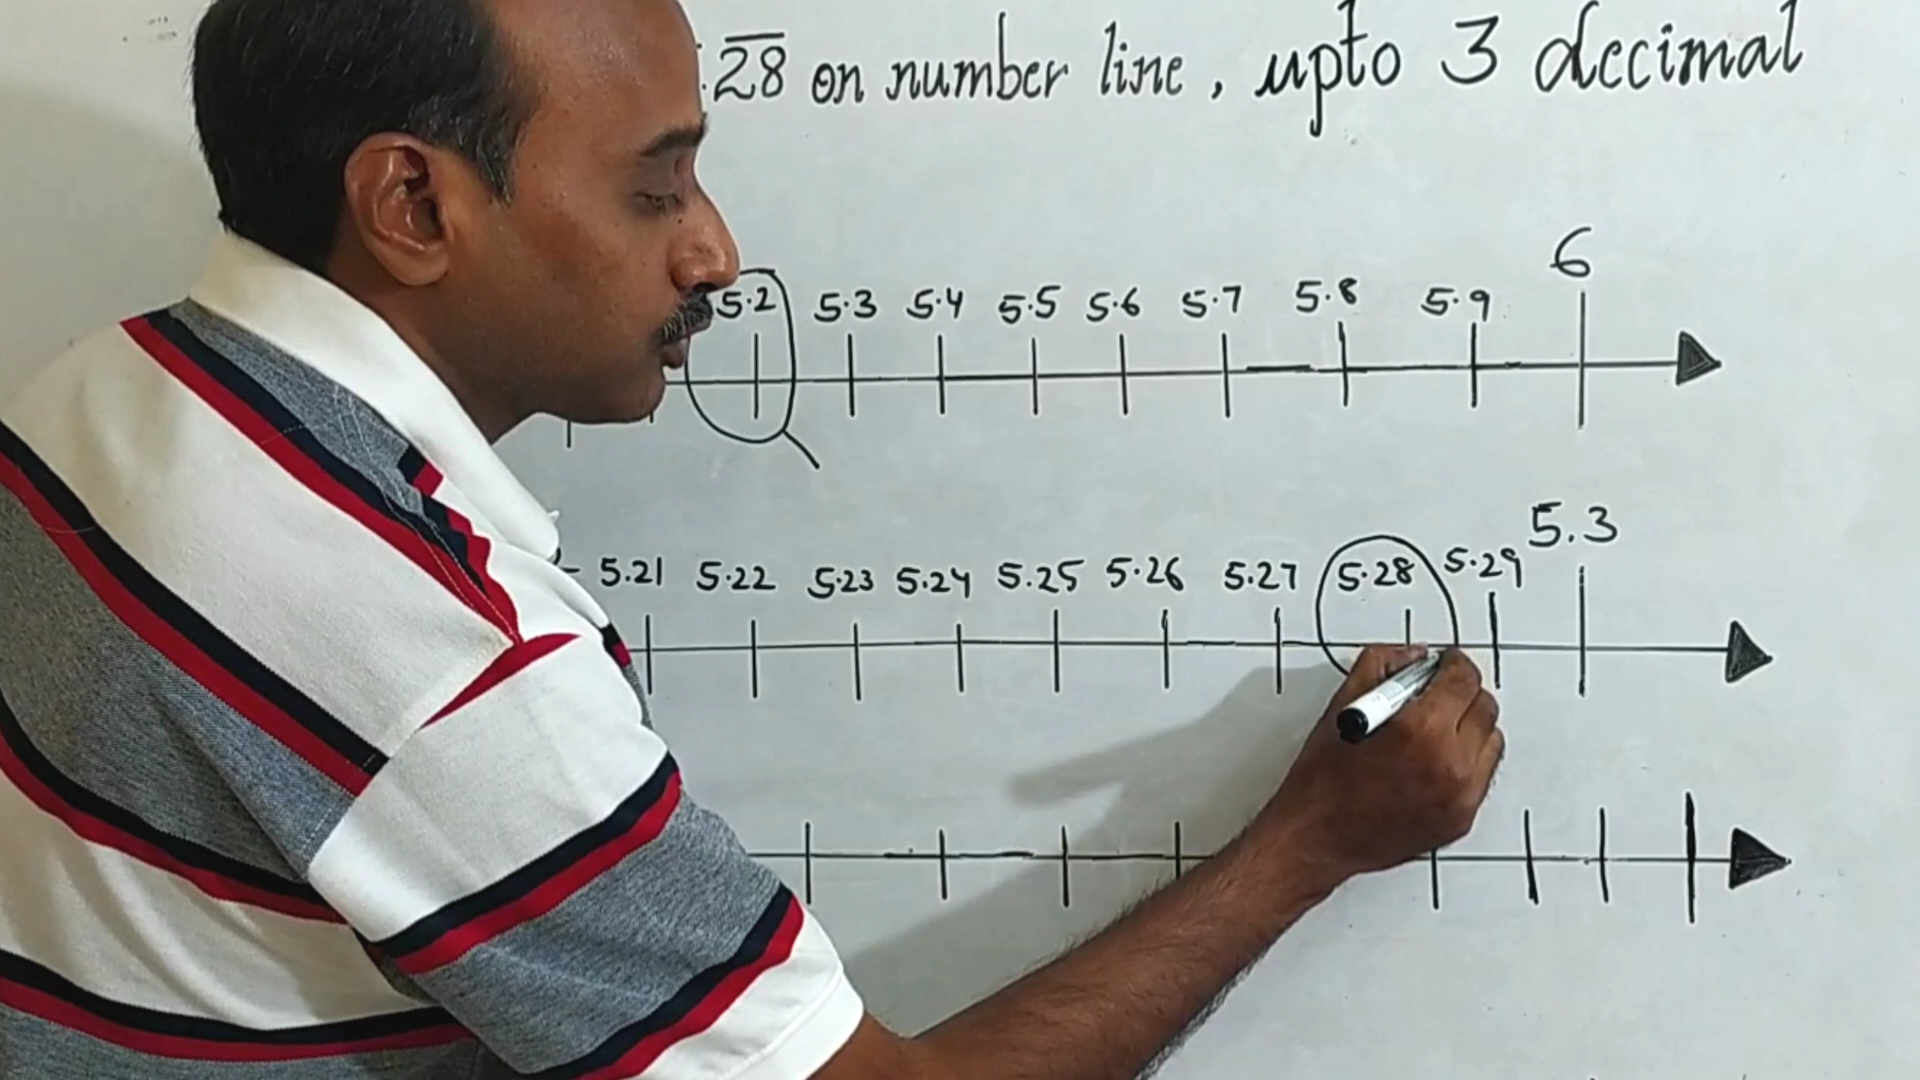 .2̅8̅ on number line, upto 3 decimal
6
5.2 5.3 5.4 5.5 5.6 5.7 5.8 5.9
5.3
5.21 5.22 5.23 5.24 5.25 5.26 5.27 5.28 5.29